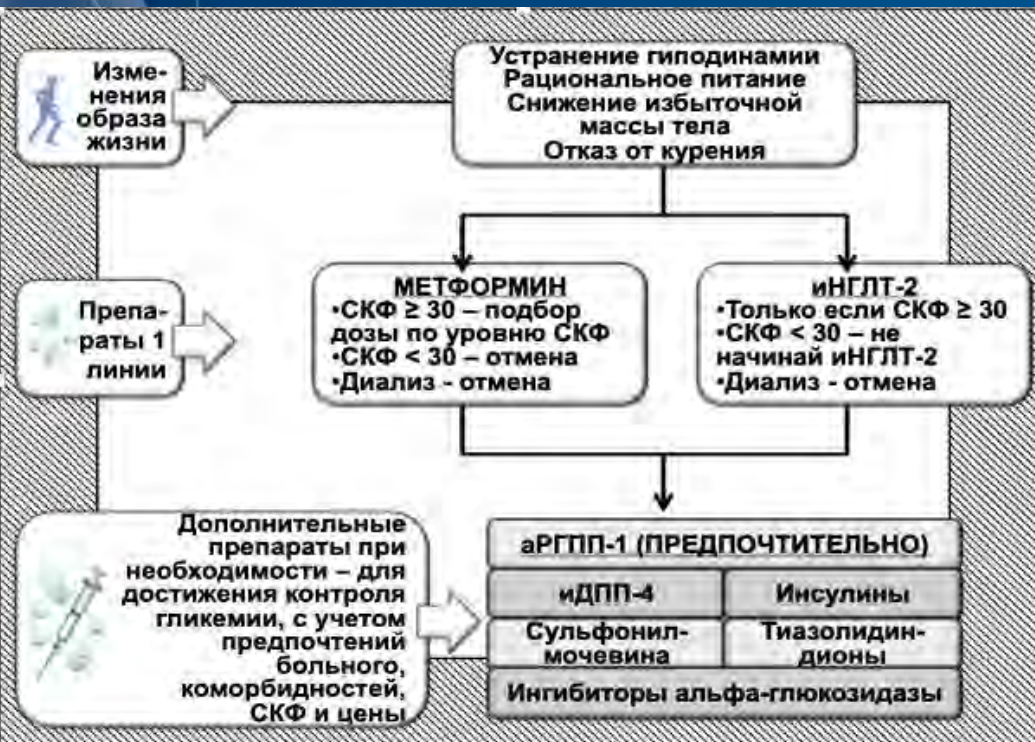 Изме-
нения
образа
жизни
Устранение гиподинамии
Рациональное питание
Снижение избыточной
массы тела
Отказ от курения
Препа-
раты 1
линии
МЕТФОРМИН
•СКФ ≥ 30 – подбор
дозы по уровню СКФ
•СКФ < 30 – отмена
•Диализ - отмена
иНГЛТ-2
•Только если СКФ ≥ 30
•СКФ < 30 – не
начинай иНГЛТ-2
•Диализ - отмена
Дополнительные
препараты при
необходимости – для
достижения контроля
гликемии, с учетом
предпочтений
больного,
коморбидностей,
СКФ и цены
аРГПП-1 (ПРЕДПОЧТИТЕЛЬНО)
иДПП-4
Инсулины
Сульфонил-
мочевина
Тиазолидин-
дионы
Ингибиторы альфа-глюкозидазы